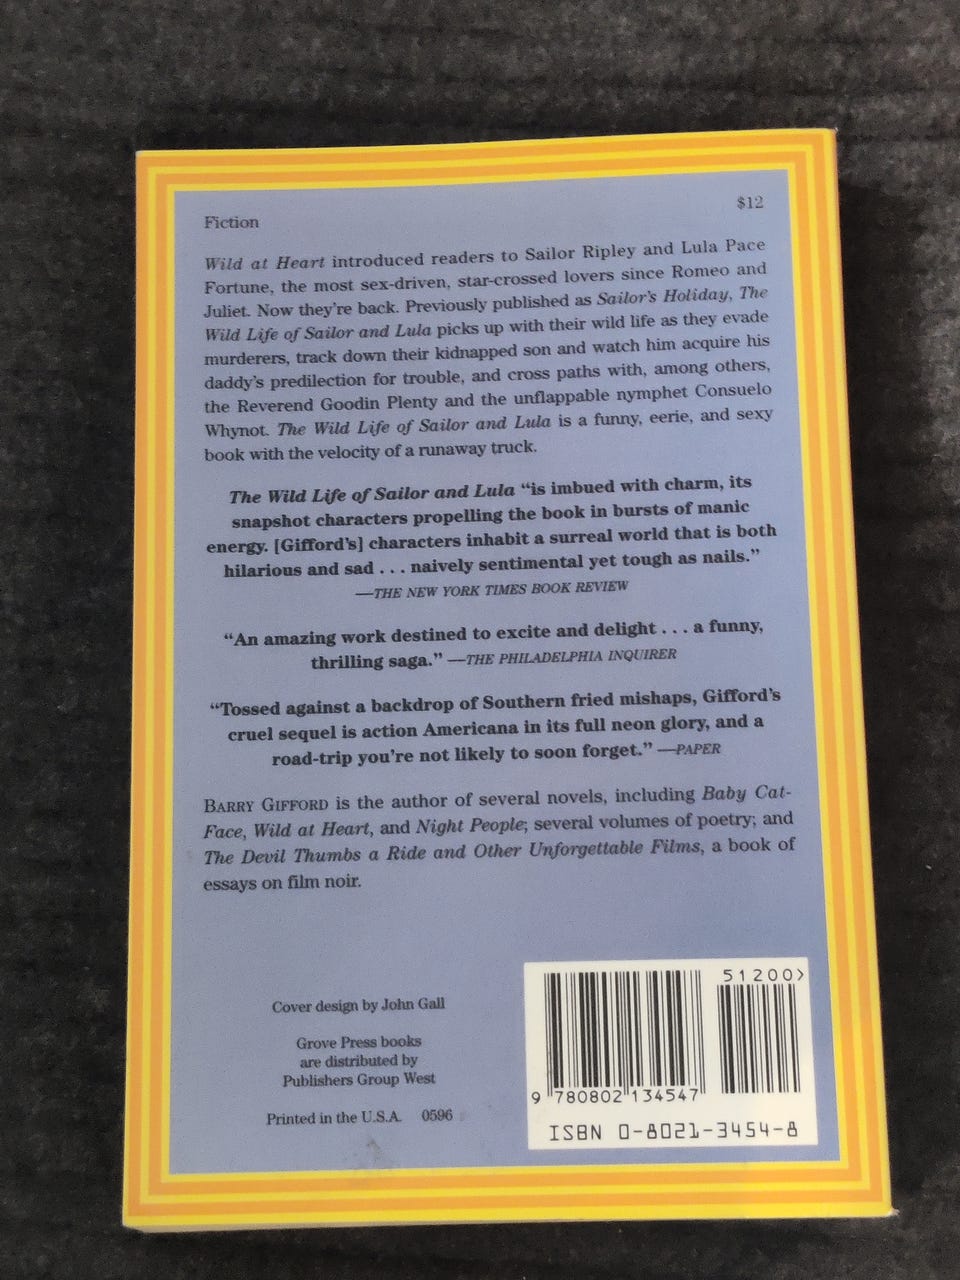 $12
Fiction
Wild at Heart introduced readers to Sailor Ripley and Lula Pace
Fortune, the most sex-driven, star-crossed lovers since Romeo and
Juliet. Now they're back. Previously published as Sailor's Holiday, The
Wild Life of Sailor and Lula picks up with their wild life as they evade
murderers, track down their kidnapped son and watch him acquire his
daddy's predilection for trouble, and cross paths with, among others,
the Reverend Goodin Plenty and the unflappable nymphet Consuelo
Whynot. The Wild Life of Sailor and Lula is a funny, eerie, and sexy
book with the velocity of a runaway truck.
The Wild Life of Sailor and Lula “is imbued with charm, its
snapshot characters propelling the book in bursts of manic
energy. [Gifford's] characters inhabit a surreal world that is both
hilarious and sad . . . naively sentimental yet tough as nails.”
—THE NEW YORK TIMES BOOK REVIEW
“An amazing work destined to excite and delight . . . a funny,
thrilling saga.” —THE PHILADELPHIA INQUIRER
“Tossed against a backdrop of Southern fried mishaps, Gifford's
cruel sequel is action Americana in its full neon glory, and a
road-trip you're not likely to soon forget.” —PAPER
BARRY GIFFORD is the author of several novels, including Baby Cat-
Face, Wild at Heart, and Night People; several volumes of poetry; and
The Devil Thumbs a Ride and Other Unforgettable Films, a book of
essays on film noir.
Cover design by John Gall
Grove Press books
are distributed by
Publishers Group West
Printed in the U.S.A. 0596
51200>
9 780802 134547
ISBN 0-8021-3454-8